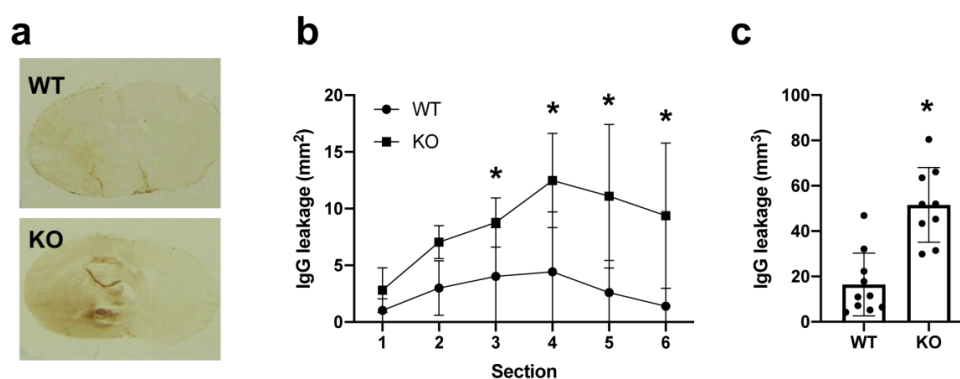 a
WT
KO
b
IgG leakage (mm²)
20
15
10
5
0
WT
KO
*
*
*
*
1 2 3 4 5 6
Section
c
IgG leakage (mm³)
100
80
60
40
20
0
*
WT KO